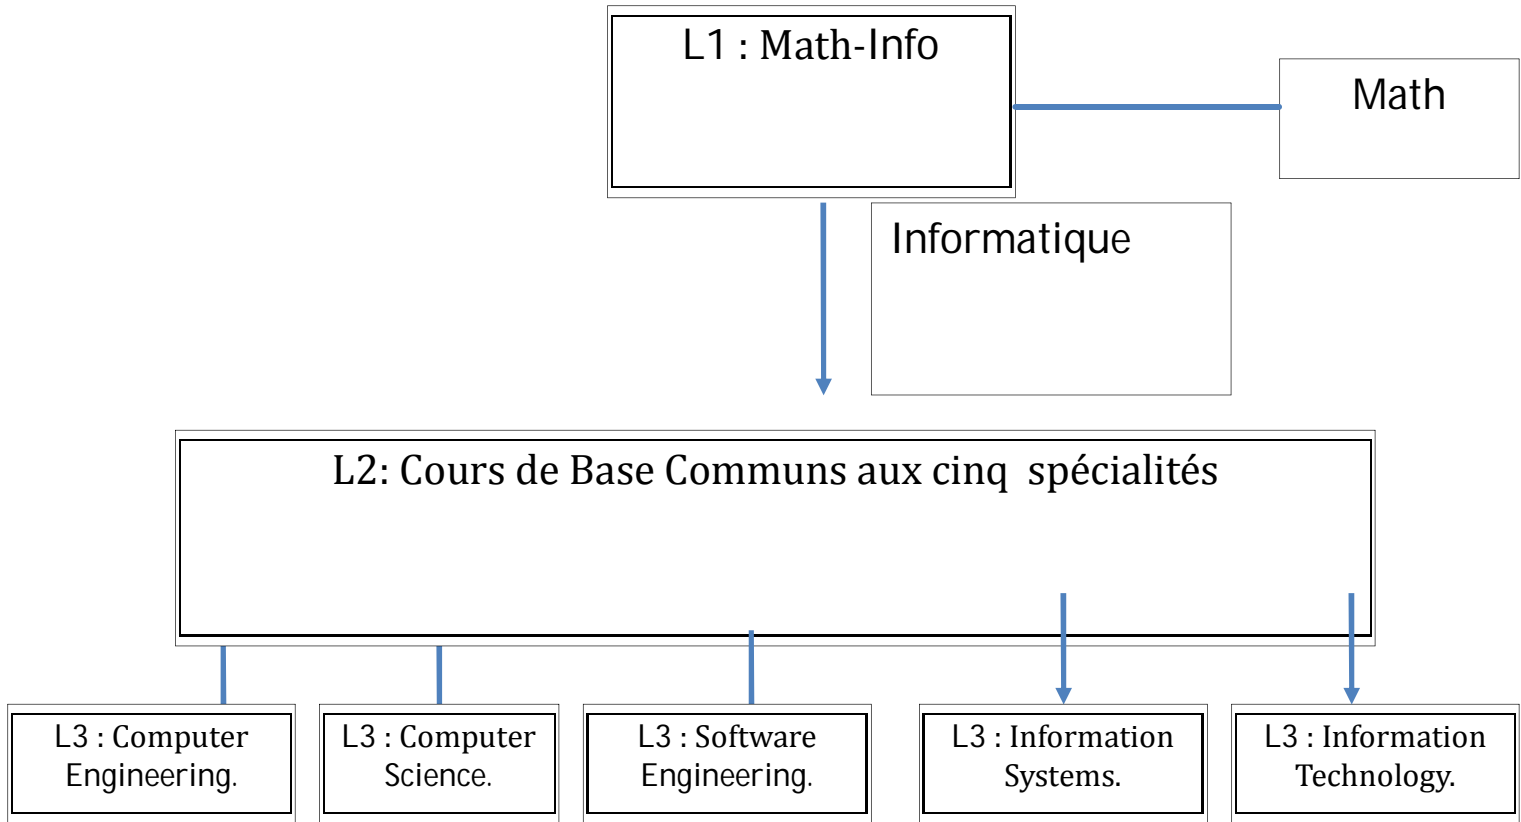 L1 : Math-Info
Math
Informatique
L2: Cours de Base Communs aux cinq spécialités
L3 : Computer
Engineering.
L3 : Computer
Science.
L3 : Software
Engineering.
L3 : Information
Systems.
L3 : Information
Technology.